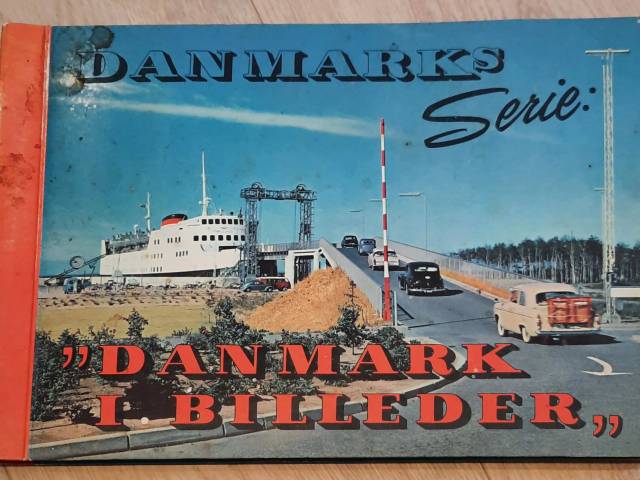 DANMARKS
Serie:
„DANMARK
I BILLEDER„